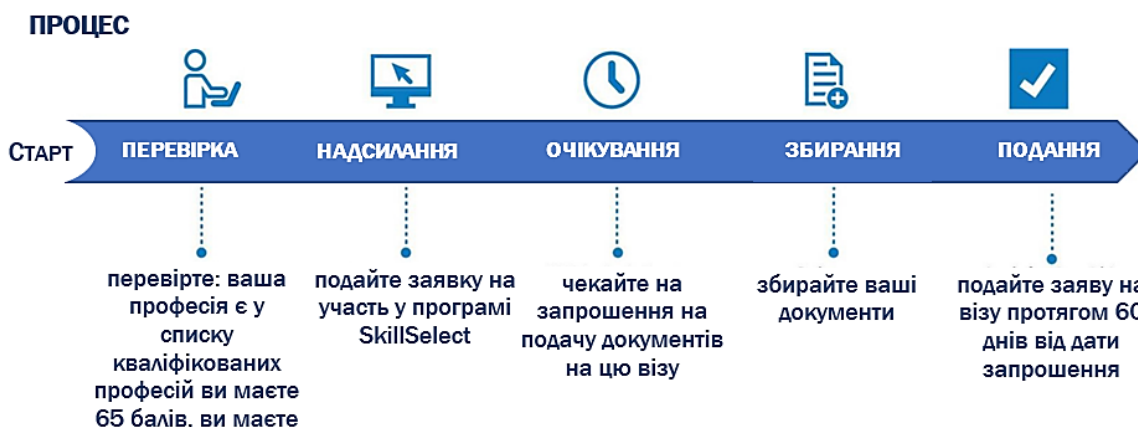 ПРОЦЕС
СТАРТ
ПЕРЕВІРКА
НАДСИЛАННЯ
ОЧІКУВАННЯ
ЗБИРАННЯ
ПОДАННЯ
перевірте: ваша
професія є у
списку
кваліфікованих
професій ви маєте
65 балів, ви маєте
подайте заявку на
участь у програмі
SkillSelect
чекайте на
запрошення на
подачу документів
на цю візу
збирайте ваші
документи
подайте заяву на
візу протягом 60
днів від дати
запрошення